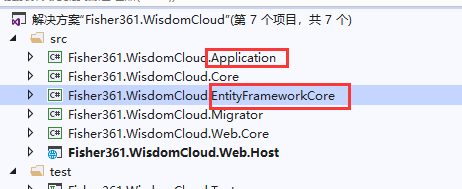 解决方案"Fisher361.WisdomCloud"(第 7 个项目，共 7 个)
src
C# Fisher361.WisdomCloud.Application
C# Fisher361.WisdomCloud.Core
C# Fisher361.WisdomCloud.EntityFrameworkCore
C# Fisher361.WisdomCloud.Migrator
C# Fisher361.WisdomCloud.Web.Core
C# Fisher361.WisdomCloud.Web.Host
test